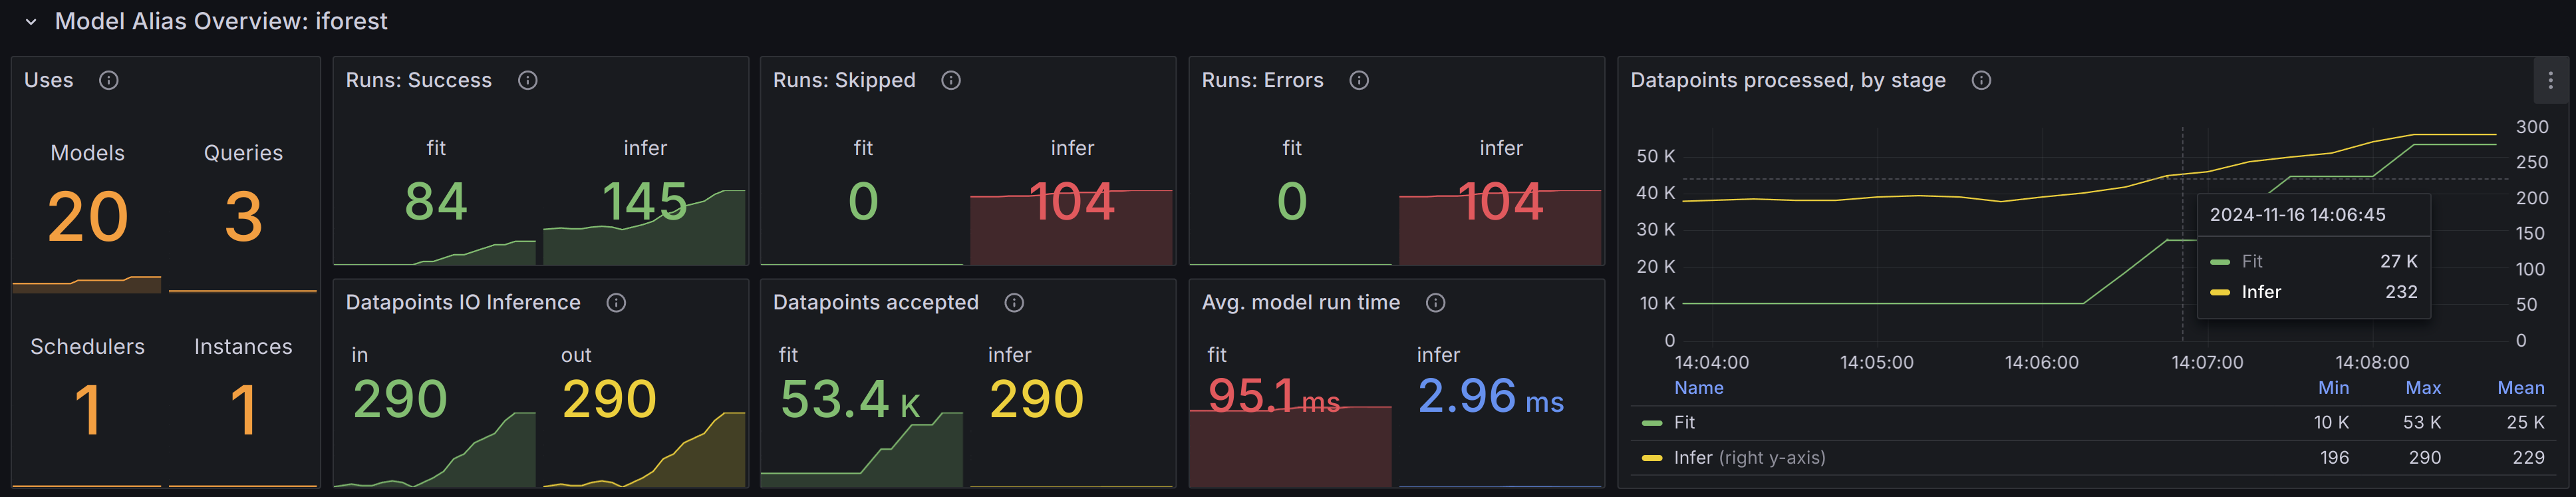 Model Alias Overview: iforest
Uses
Models Queries
20 3
Schedulers Instances
1 1
Runs: Success
fit infer
84 145
Runs: Skipped
fit infer
0 104
Runs: Errors
fit infer
0 104
Datapoints IO Inference
in out
290 290
Datapoints accepted
fit infer
53.4 K 290
Avg. model run time
fit infer
95.1 ms 2.96 ms
Datapoints processed, by stage
50 K
40 K
30 K
20 K
10 K
0
300
250
200
150
100
50
0
2024-11-16 14:06:45
Fit 27 K
Infer 232
14:04:00 14:05:00 14:06:00 14:07:00 14:08:00
Name Min Max Mean
Fit 10 K 53 K 25 K
Infer (right y-axis) 196 290 229